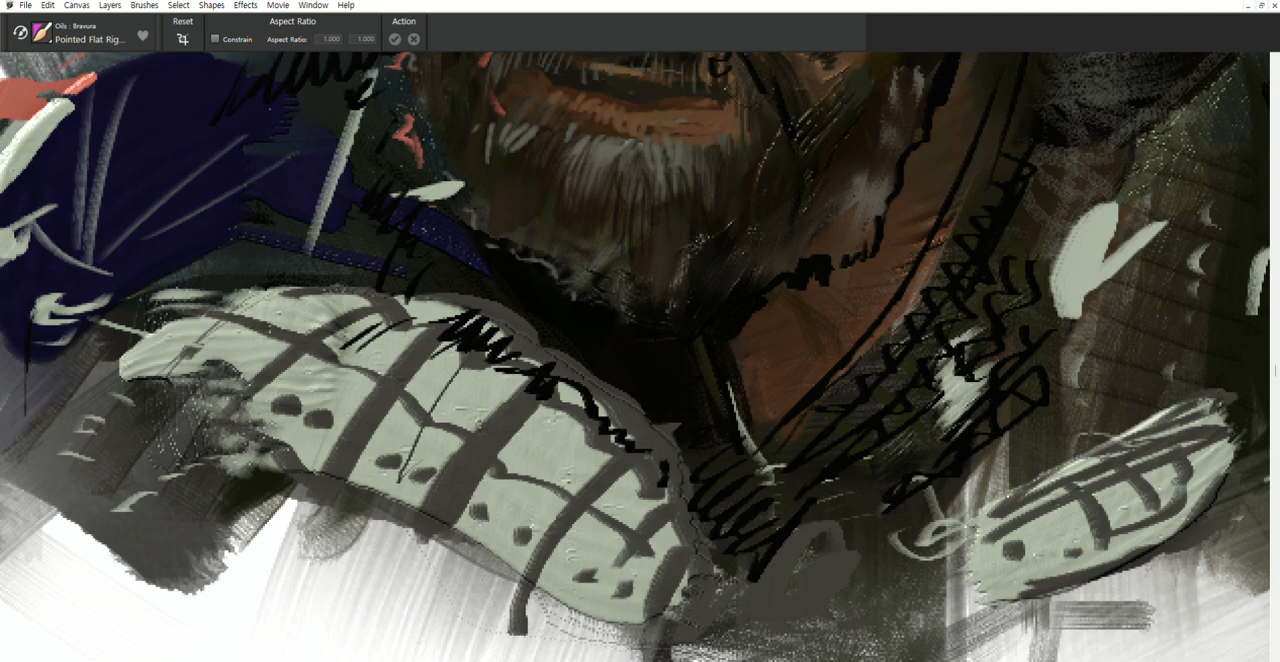 File Edit Canvas Layers Brushes Select Shapes Effects Movie Window Help
Oils : Bravura
Pointed Flat Rig...
Reset
Aspect Ratio
Constrain Aspect Ratio: 1.000 1.000
Action